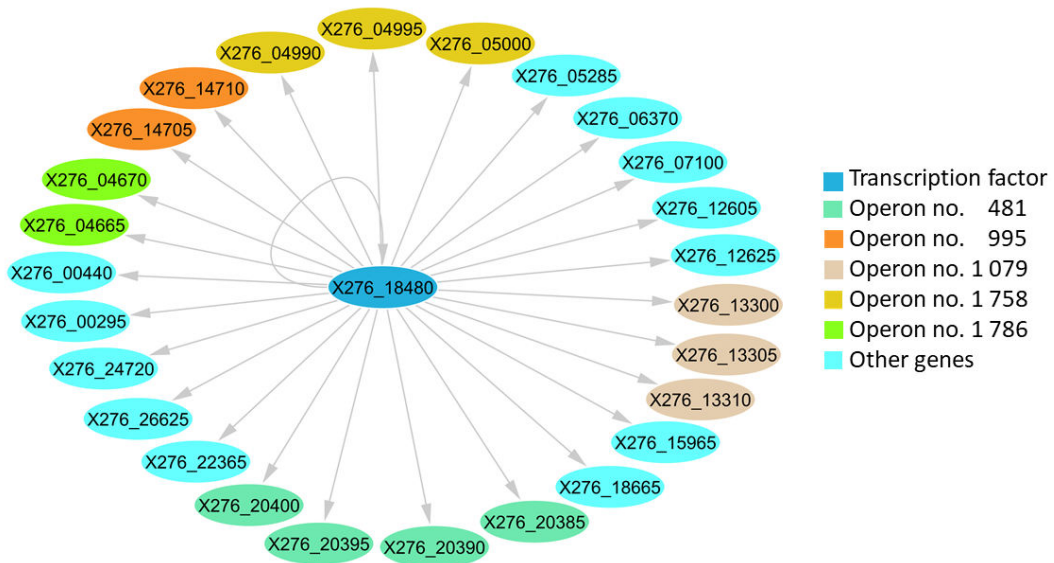 X276_04995
X276_05000
X276_04990
X276_05285
X276_14710
X276_06370
X276_14705
X276_07100
X276_04670
X276_12605
X276_04665
X276_12625
X276_00440
X276_18480
X276_13300
X276_00295
X276_13305
X276_24720
X276_13310
X276_26625
X276_15965
X276_22365
X276_18665
X276_20400
X276_20385
X276_20395
X276_20390
Transcription factor
Operon no. 481
Operon no. 995
Operon no. 1 079
Operon no. 1 758
Operon no. 1 786
Other genes